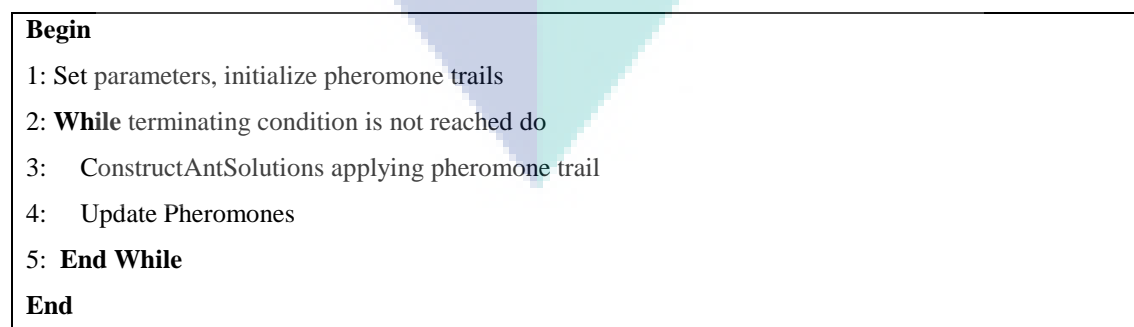 Begin
1: Set parameters, initialize pheromone trails
2: While terminating condition is not reached do
3: ConstructAntSolutions applying pheromone trail
4: Update Pheromones
5: End While
End